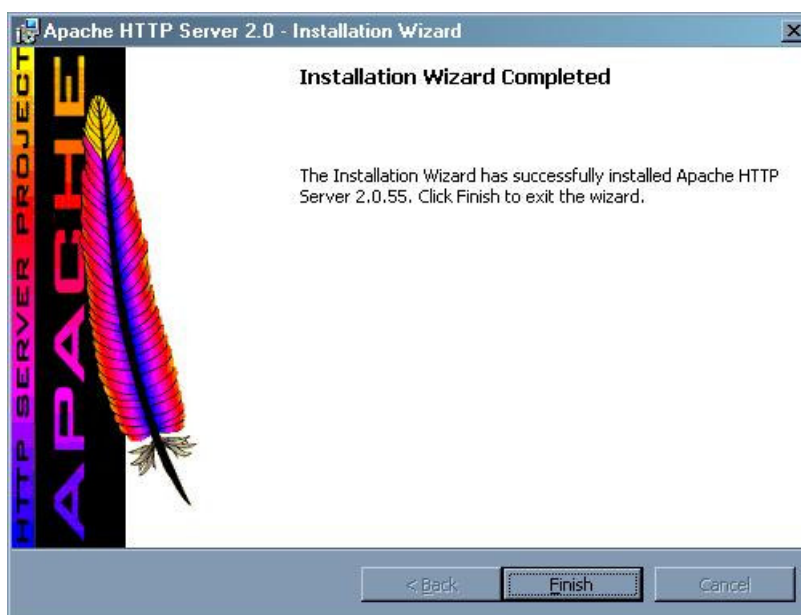 Apache HTTP Server 2.0 - Installation Wizard
HTTP SERVER PROJECT
APACHE
Installation Wizard Completed
The Installation Wizard has successfully installed Apache HTTP
Server 2.0.55. Click Finish to exit the wizard.
< Back
Finish
Cancel